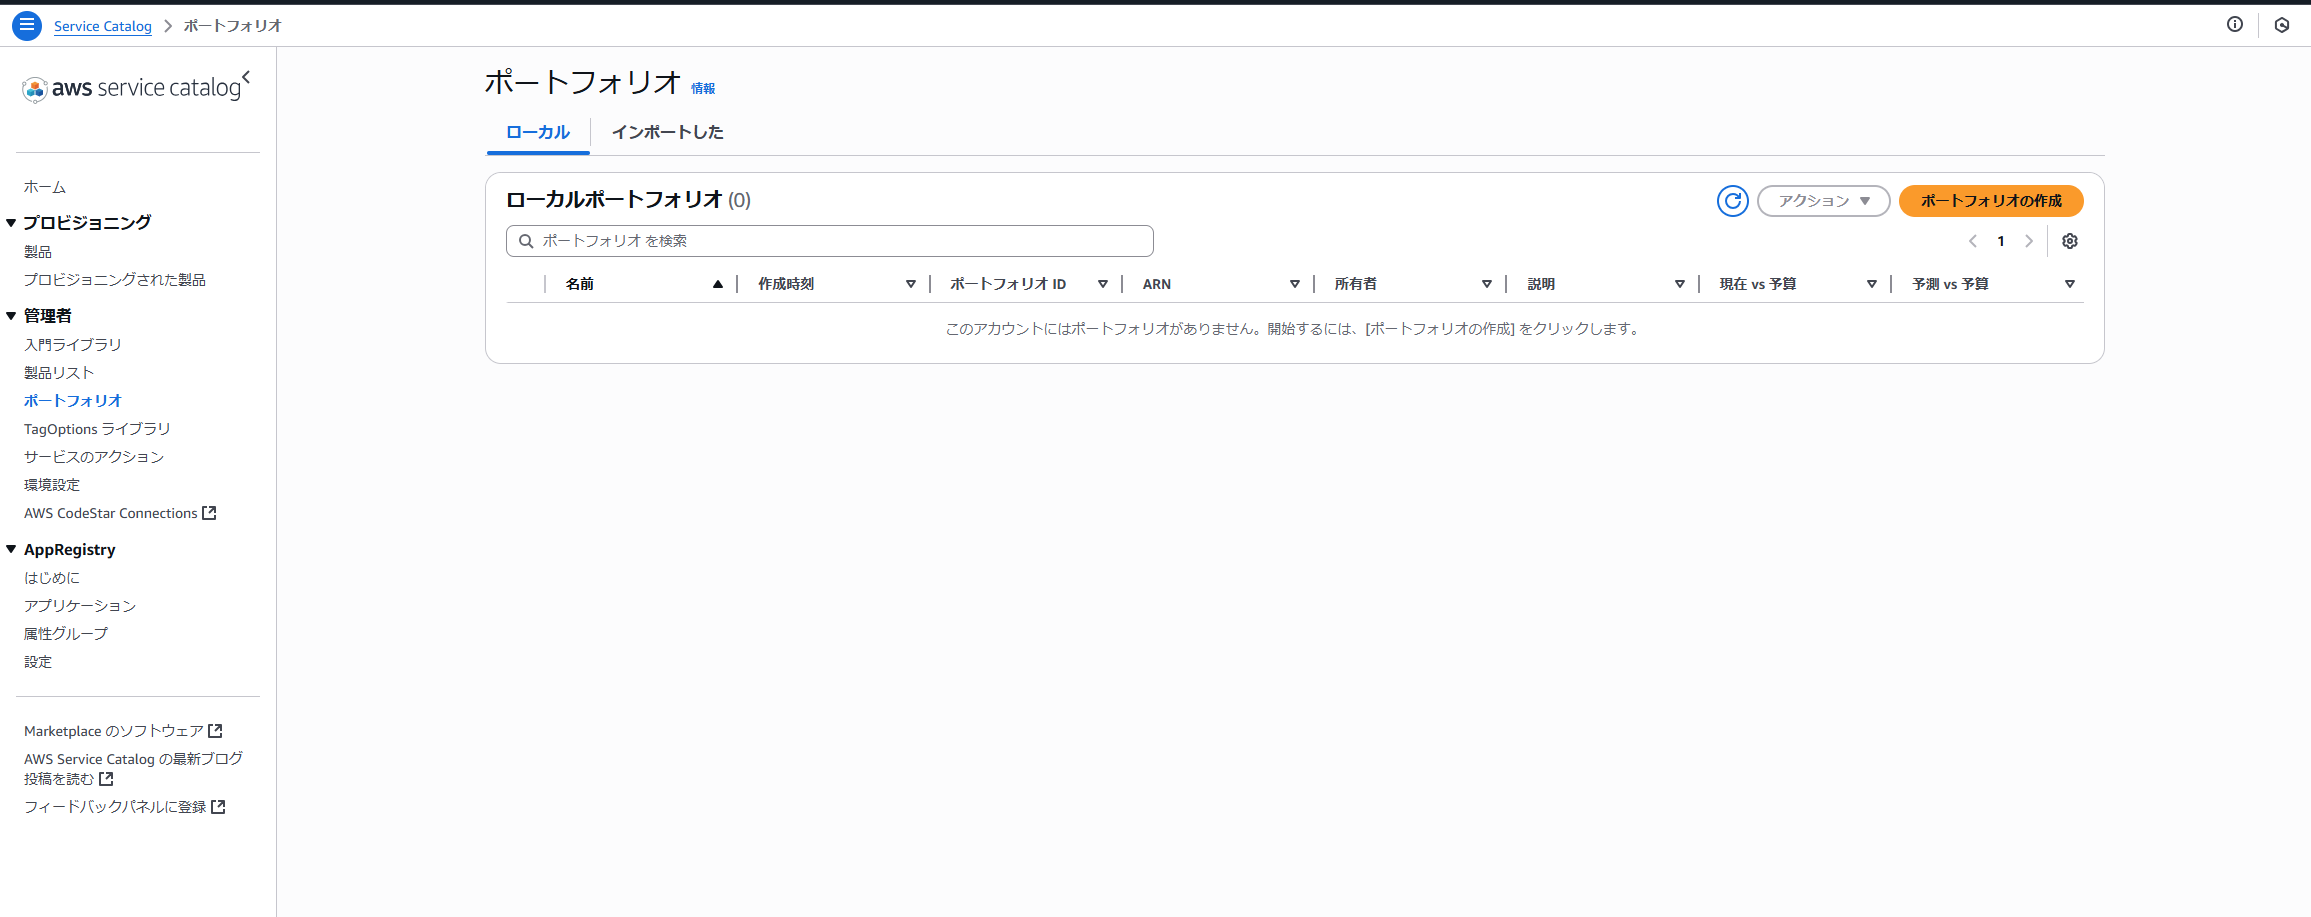 Service Catalog > ポートフォリオ
aws service catalog
ホーム
プロビジョニング
製品
プロビジョニングされた製品
管理者
入門ライブラリ
製品リスト
ポートフォリオ
TagOptions ライブラリ
サービスのアクション
環境設定
AWS CodeStar Connections
AppRegistry
はじめに
アプリケーション
属性グループ
設定
Marketplace のソフトウェア
AWS Service Catalog の最新ブログ
投稿を読む
フィードバックパネルに登録
ポートフォリオ 情報
ローカル インポートした
ローカルポートフォリオ (0) アクション ポートフォリオの作成
ポートフォリオ を検索 1
名前 作成時刻 ポートフォリオ ID ARN 所有者 説明 現在 vs 予算 予測 vs 予算
このアカウントにはポートフォリオがありません。開始するには、[ポートフォリオの作成] をクリックします。